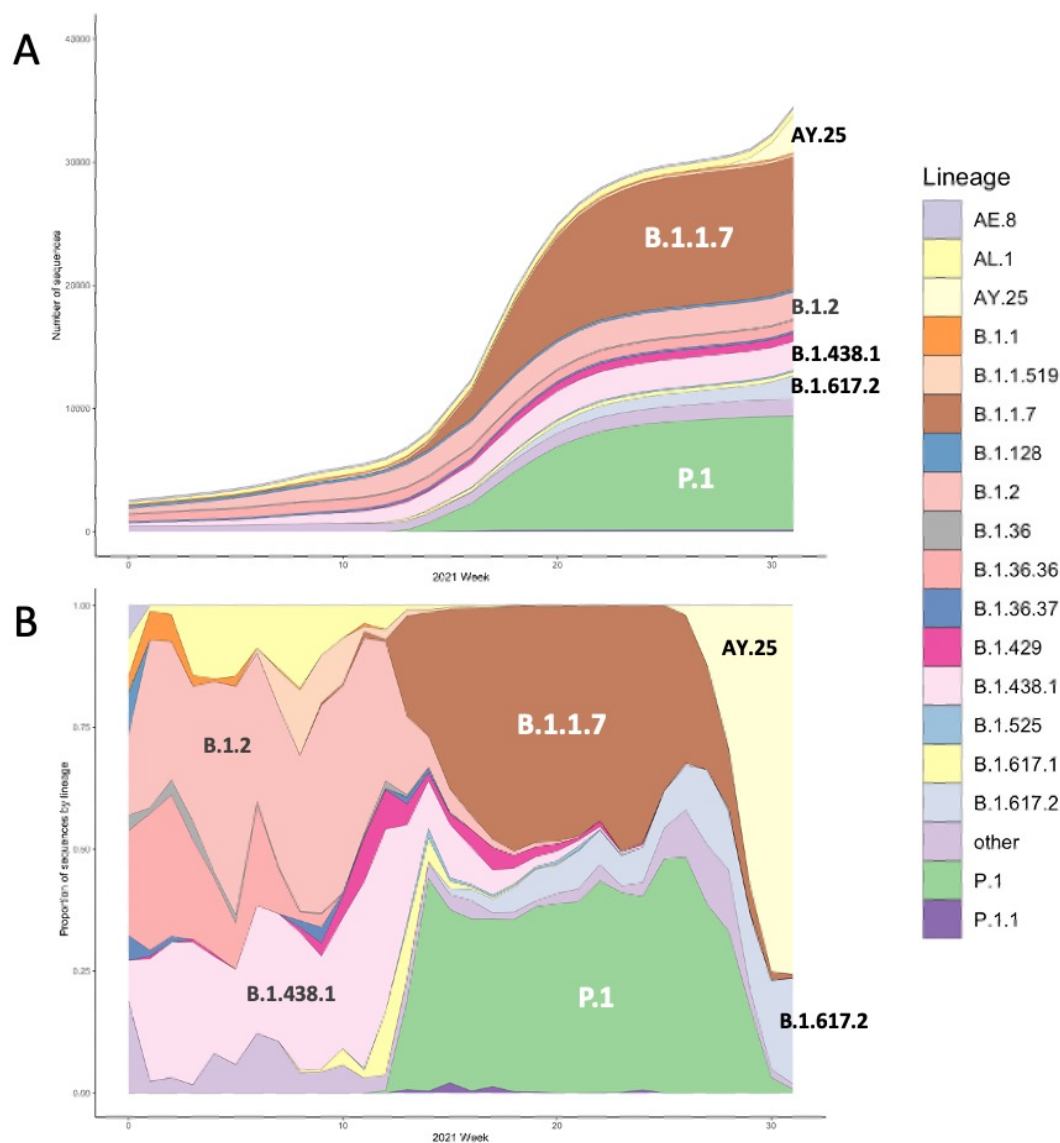 A
40000
30000
20000
10000
0
Number of sequences
0
10
20
30
2021 Week
AY.25
B.1.1.7
B.1.2
B.1.438.1
B.1.617.2
P.1
B
1.00
0.75
0.50
0.25
0.00
Proportion of sequences by lineage
0
10
20
30
2021 Week
AY.25
B.1.1.7
B.1.2
B.1.438.1
P.1
B.1.617.2
Lineage
AE.8
AL.1
AY.25
B.1.1
B.1.1.519
B.1.1.7
B.1.128
B.1.2
B.1.36
B.1.36.36
B.1.36.37
B.1.429
B.1.438.1
B.1.525
B.1.617.1
B.1.617.2
other
P.1
P.1.1